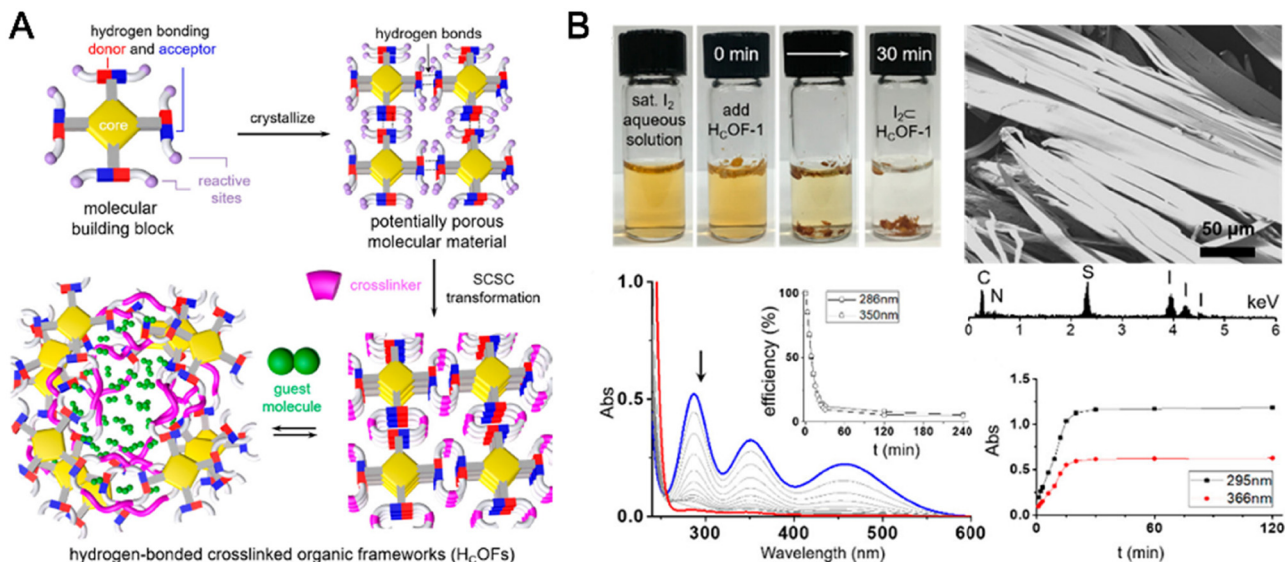 A
hydrogen bonding
donor and acceptor
core
reactive
sites
molecular
building block
crystallize
hydrogen bonds
potentially porous
molecular material
crosslinker
SCSC
transformation
guest
molecule
hydrogen-bonded crosslinked organic frameworks (HCOFs)
B
sat. I2
aqueous
solution
0 min
add
HCOF-1
30 min
I2⊂
HCOF-1
50 μm
C
N
S
I
I
I
keV
0 1 2 3 4 5 6
Abs
1.0
0.5
0.0
300 400 500 600
Wavelength (nm)
efficiency (%)
100
50
0
0 60 120 180 240
t (min)
286nm
350nm
Abs
1.5
1.0
0.5
0.0
0 60 120
t (min)
295nm
366nm